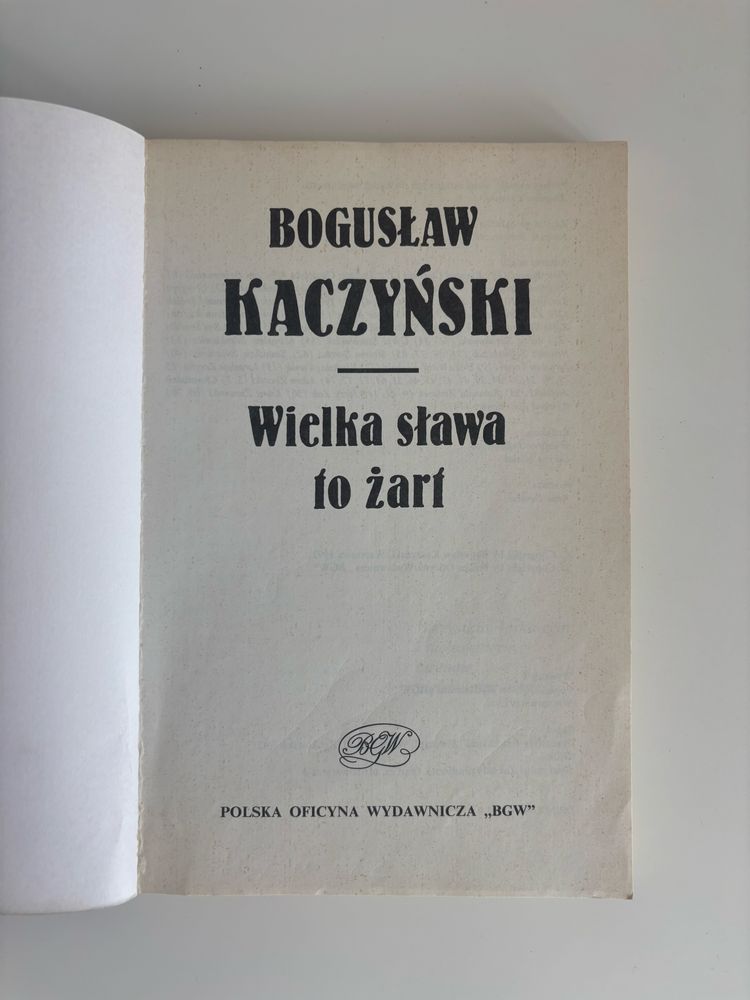 BOGUSŁAW
KACZYŃSKI
Wielka sława
to żart
BGW
POLSKA OFICYNA WYDAWNICZA „BGW”